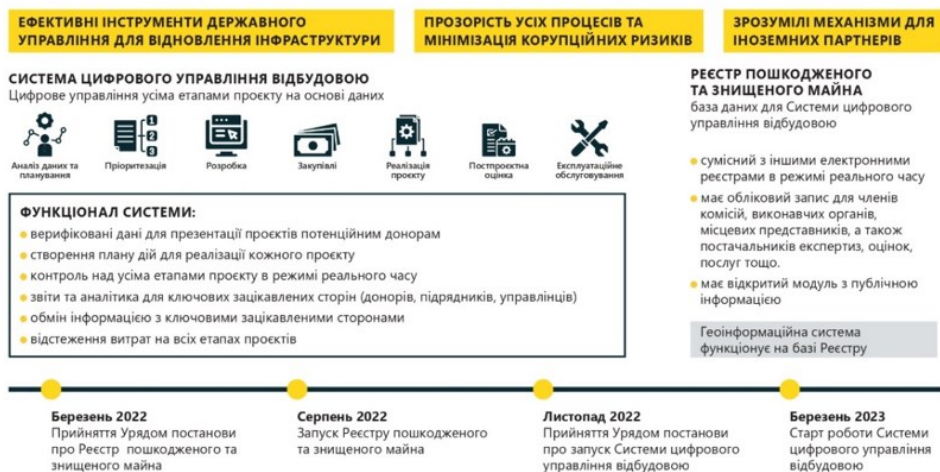 ЕФЕКТИВНІ ІНСТРУМЕНТИ ДЕРЖАВНОГО
УПРАВЛІННЯ ДЛЯ ВІДНОВЛЕННЯ ІНФРАСТРУКТУРИ
ПРОЗОРІСТЬ УСІХ ПРОЦЕСІВ ТА
МІНІМІЗАЦІЯ КОРУПЦІЙНИХ РИЗИКІВ
ЗРОЗУМІЛІ МЕХАНІЗМИ ДЛЯ
ІНОЗЕМНИХ ПАРТНЕРІВ
СИСТЕМА ЦИФРОВОГО УПРАВЛІННЯ ВІДБУДОВОЮ
Цифрове управління усіма етапами проєкту на основі даних
1
2
3
Аналіз даних та
планування
Пріоритезація
Розробка
Закупівлі
Реалізація
проєкту
Постпроєктна
оцінка
Експлуатаційне
обслуговування
ФУНКЦІОНАЛ СИСТЕМИ:
• верифіковані дані для презентації проєктів потенційним донорам
• створення плану дій для реалізації кожного проєкту
• контроль над усіма етапами проєкту в режимі реального часу
• звіти та аналітика для ключових зацікавлених сторін (донорів, підрядників, управлінців)
• обмін інформацією з ключовими зацікавленими сторонами
• відстеження витрат на всіх етапах проєктів
РЕЄСТР ПОШКОДЖЕНОГО
ТА ЗНИЩЕНОГО МАЙНА
база даних для Системи цифрового
управління відбудовою
• сумісний з іншими електронними
реєстрами в режимі реального часу
• має обліковий запис для членів
комісій, виконавчих органів,
місцевих представників, а також
постачальників експертиз, оцінок,
послуг тощо.
• має відкритий модуль з публічною
інформацією
Геоінформаційна система
функціонує на базі Реєстру
Березень 2022
Прийняття Урядом постанови
про Реєстр пошкодженого та
знищеного майна
Серпень 2022
Запуск Реєстру пошкодженого
та знищеного майна
Листопад 2022
Прийняття Урядом постанови
про запуск Системи цифрового
управління відбудовою
Березень 2023
Старт роботи Системи
цифрового управління
відбудовою